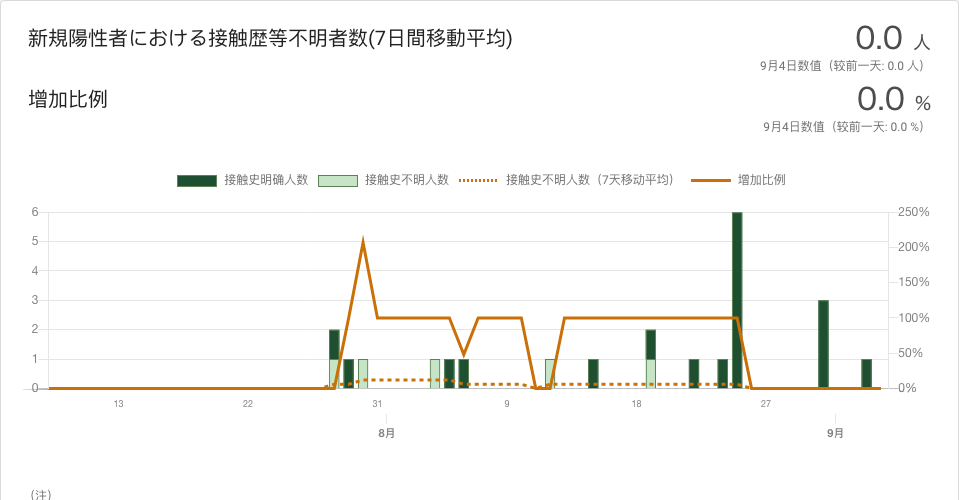 新規陽性者における接触歴等不明者数(7日間移動平均)
0.0 人
9月4日数值（较前一天: 0.0 人）
增加比例
0.0 %
9月4日数值（较前一天: 0.0 %）
接触史明确人数 接触史不明人数 接触史不明人数（7天移动平均） 增加比例
6 250%
5 200%
4 150%
3 100%
2 50%
1 0%
0
13 22 31 9 18 27
8月 9月
（注）